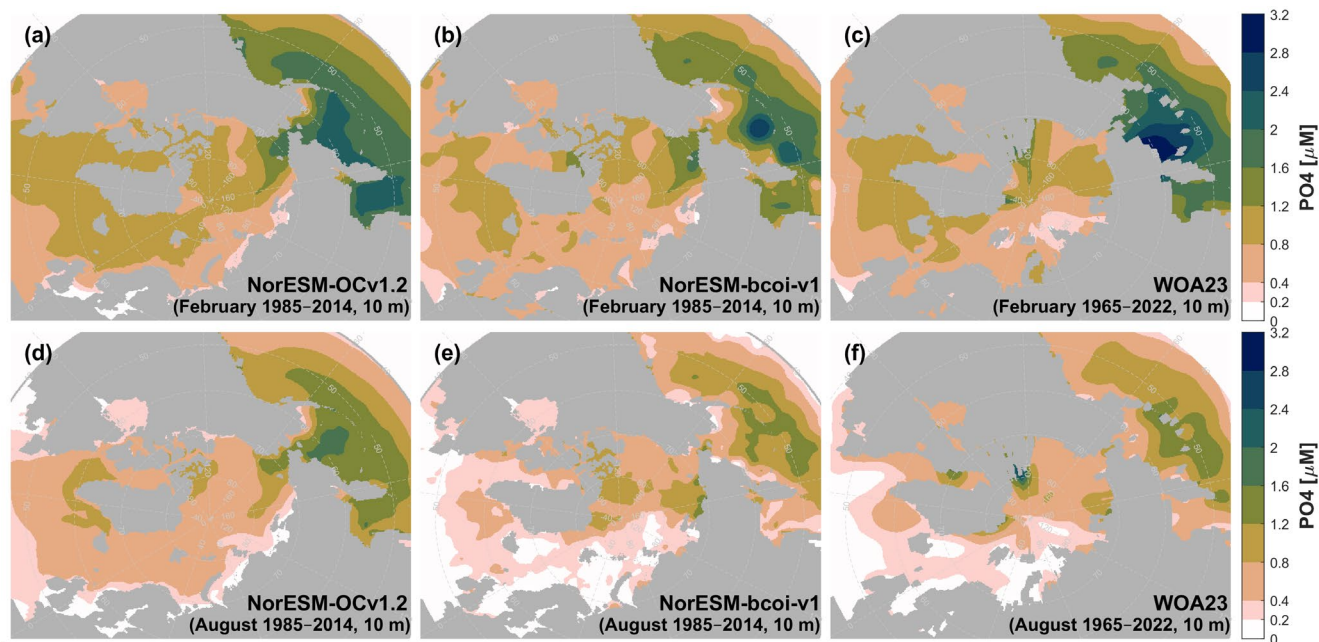 (a)
NorESM-OCv1.2
(February 1985–2014, 10 m)
(b)
NorESM-bcoi-v1
(February 1985–2014, 10 m)
(c)
WOA23
(February 1965–2022, 10 m)
3.2
2.8
2.4
2
1.6
1.2
0.8
0.4
0.2
0
PO4 [µM]
(d)
NorESM-OCv1.2
(August 1985–2014, 10 m)
(e)
NorESM-bcoi-v1
(August 1985–2014, 10 m)
(f)
WOA23
(August 1965–2022, 10 m)
3.2
2.8
2.4
2
1.6
1.2
0.8
0.4
0.2
0
PO4 [µM]